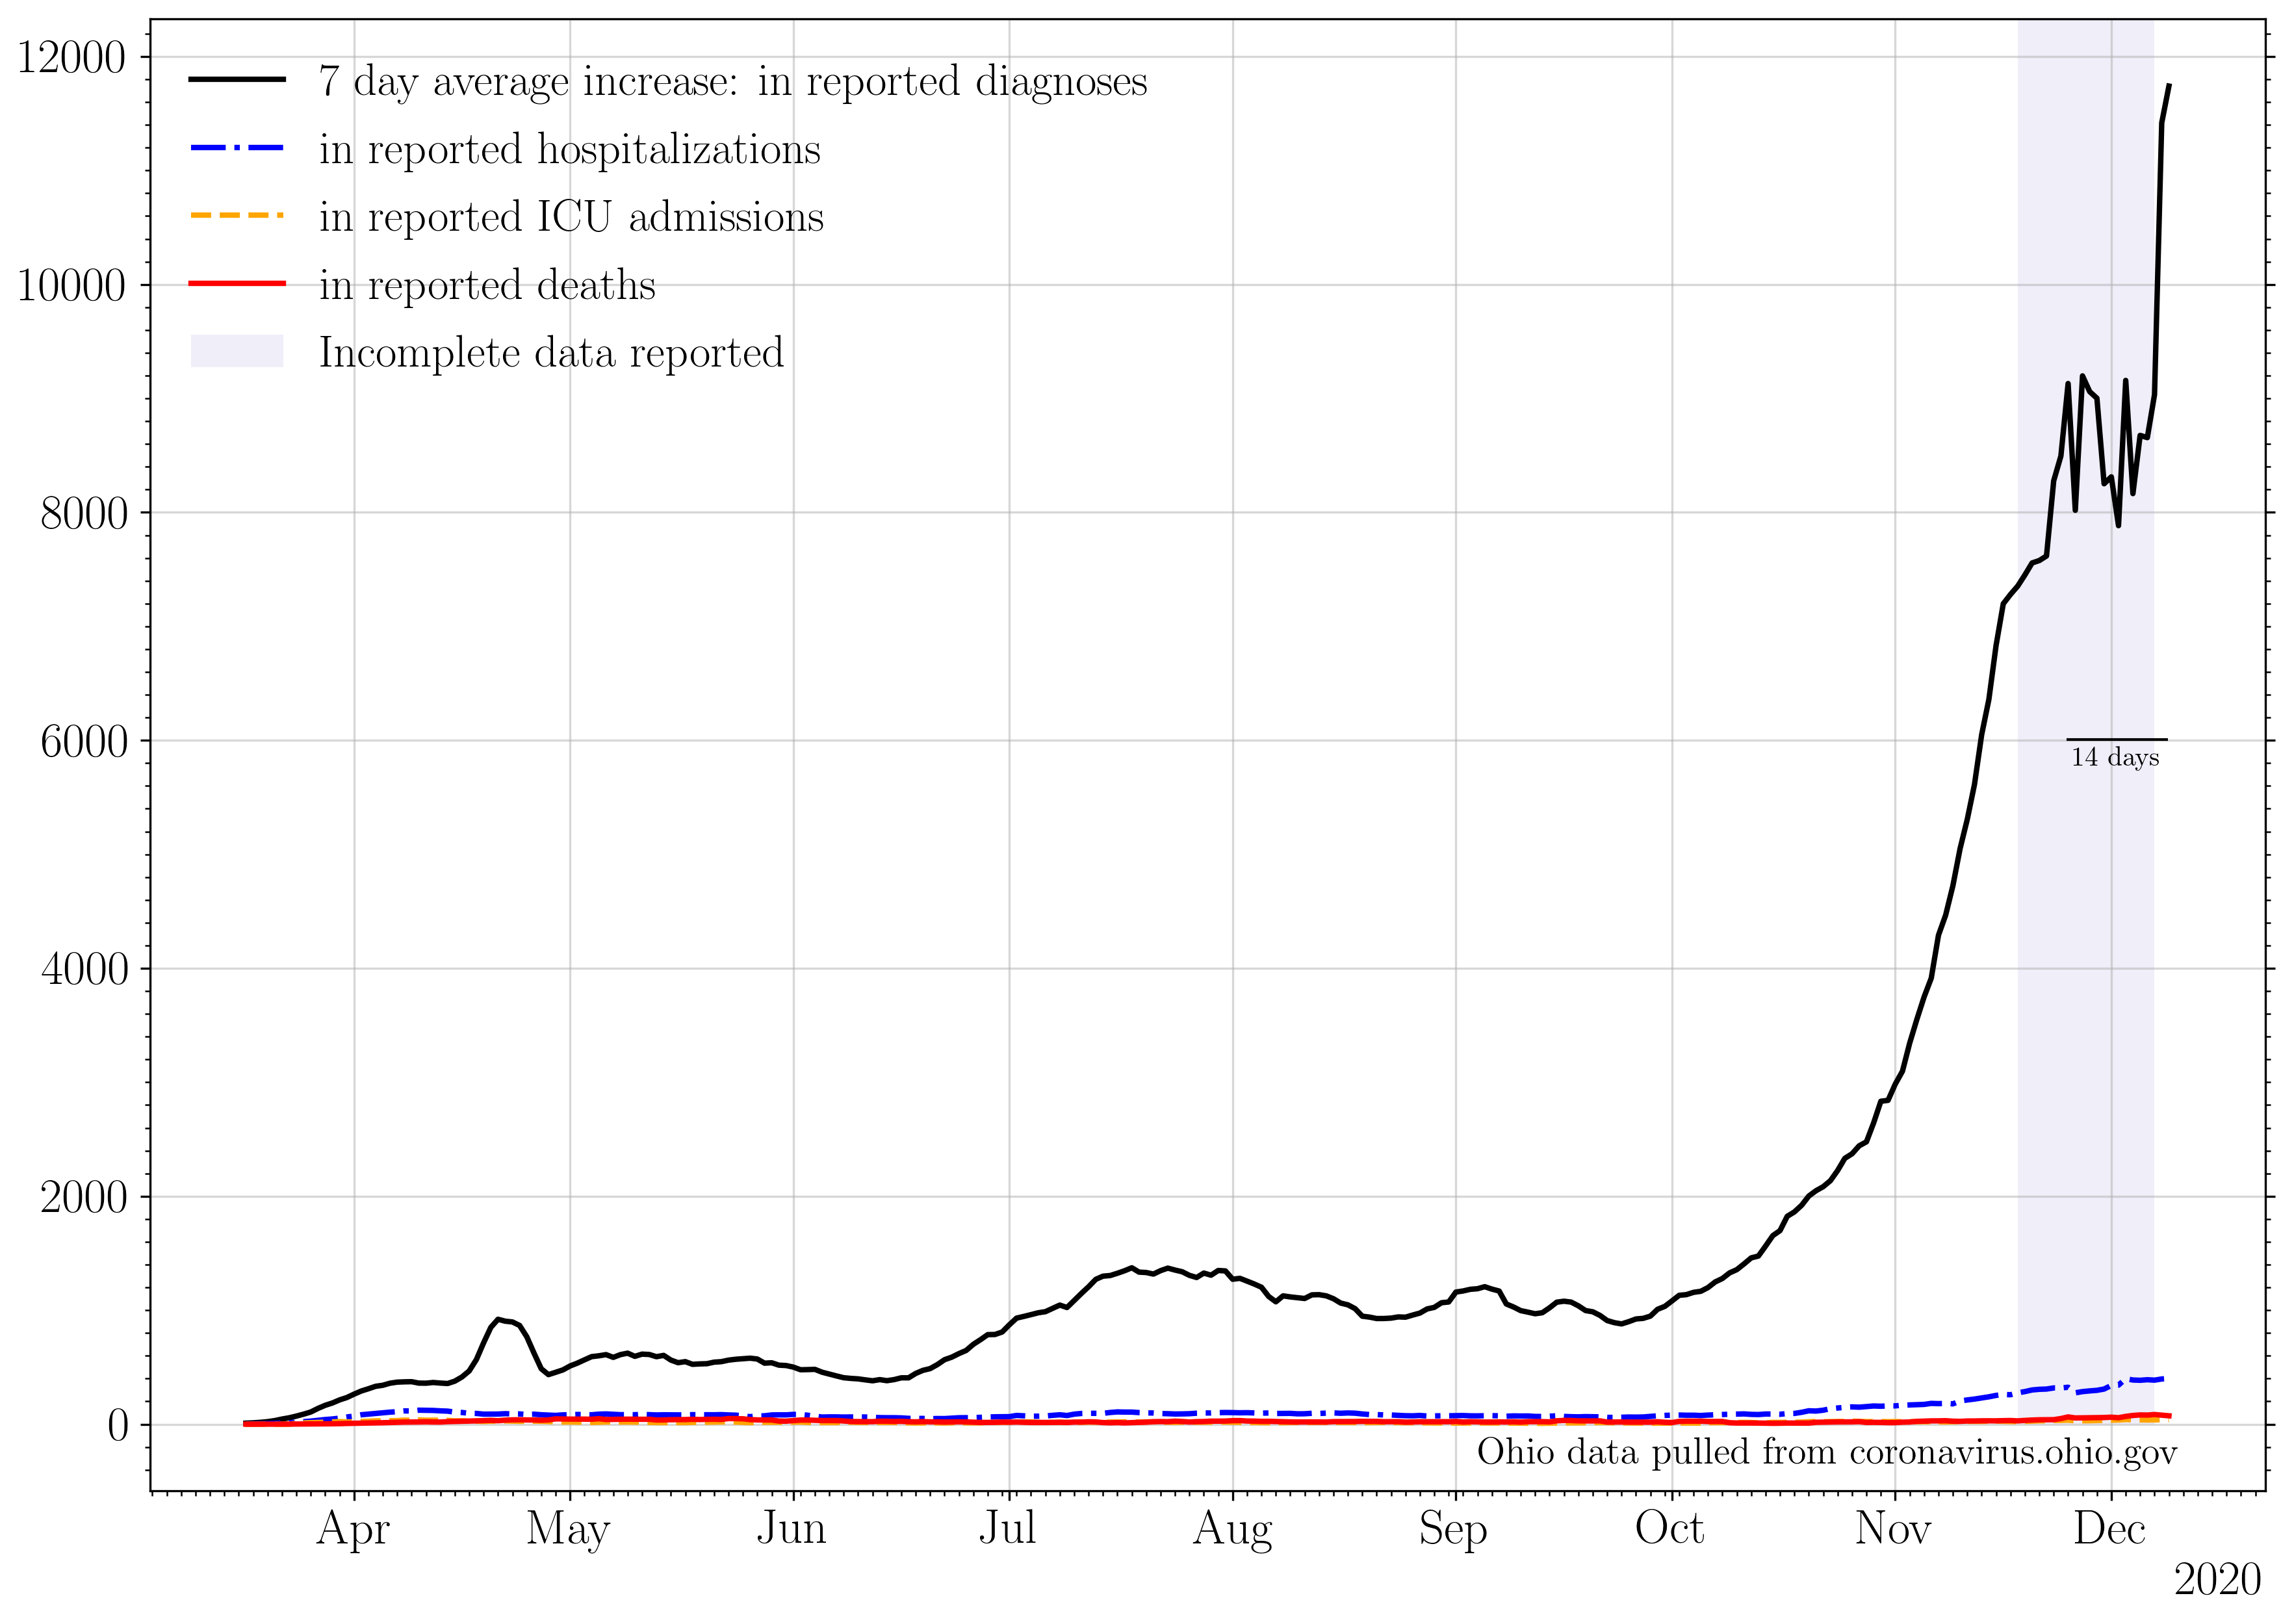 12000
10000
8000
6000
4000
2000
0
7 day average increase: in reported diagnoses
in reported hospitalizations
in reported ICU admissions
in reported deaths
Incomplete data reported
14 days
Ohio data pulled from coronavirus.ohio.gov
Apr May Jun Jul Aug Sep Oct Nov Dec
2020